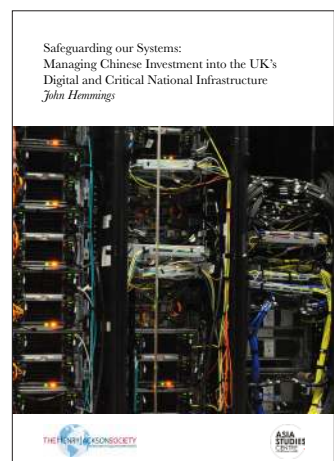 Safeguarding our Systems:
Managing Chinese Investment into the UK's
Digital and Critical National Infrastructure
John Hemmings
THE HENRY JACKSON SOCIETY
ASIA
STUDIES
CENTRE